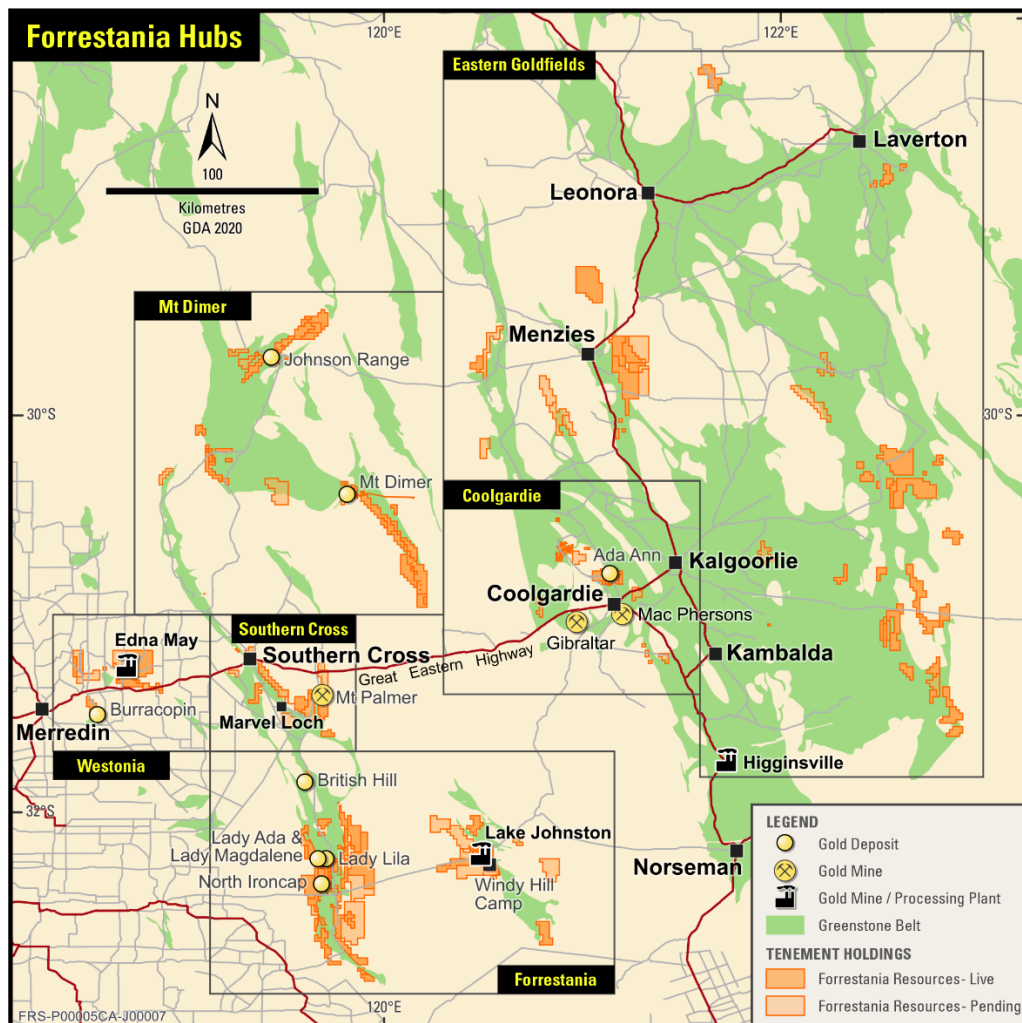 Forrestania Hubs
120°E
122°E
Eastern Goldfields
N
100
Kilometres
GDA 2020
Laverton
Leonora
Mt Dimer
Johnson Range
Menzies
30°S
30°S
Mt Dimer
Coolgardie
Ada Ann
Kalgoorlie
Coolgardie
Mac Phersons
Gibraltar
Edna May
Southern Cross
Southern Cross
Great Eastern Highway
Kambalda
Mt Palmer
Burracopin
Marvel Loch
Merredin
Westonia
Higginsville
British Hill
32°S
Lady Ada &
Lady Magdalene
Lady Lila
North Ironcap
Lake Johnston
Windy Hill
Camp
Norseman
Forrestania
120°E
FRS-P00005CA-J00007
LEGEND
Gold Deposit
Gold Mine
Gold Mine / Processing Plant
Greenstone Belt
TENEMENT HOLDINGS
Forrestania Resources- Live
Forrestania Resources- Pending